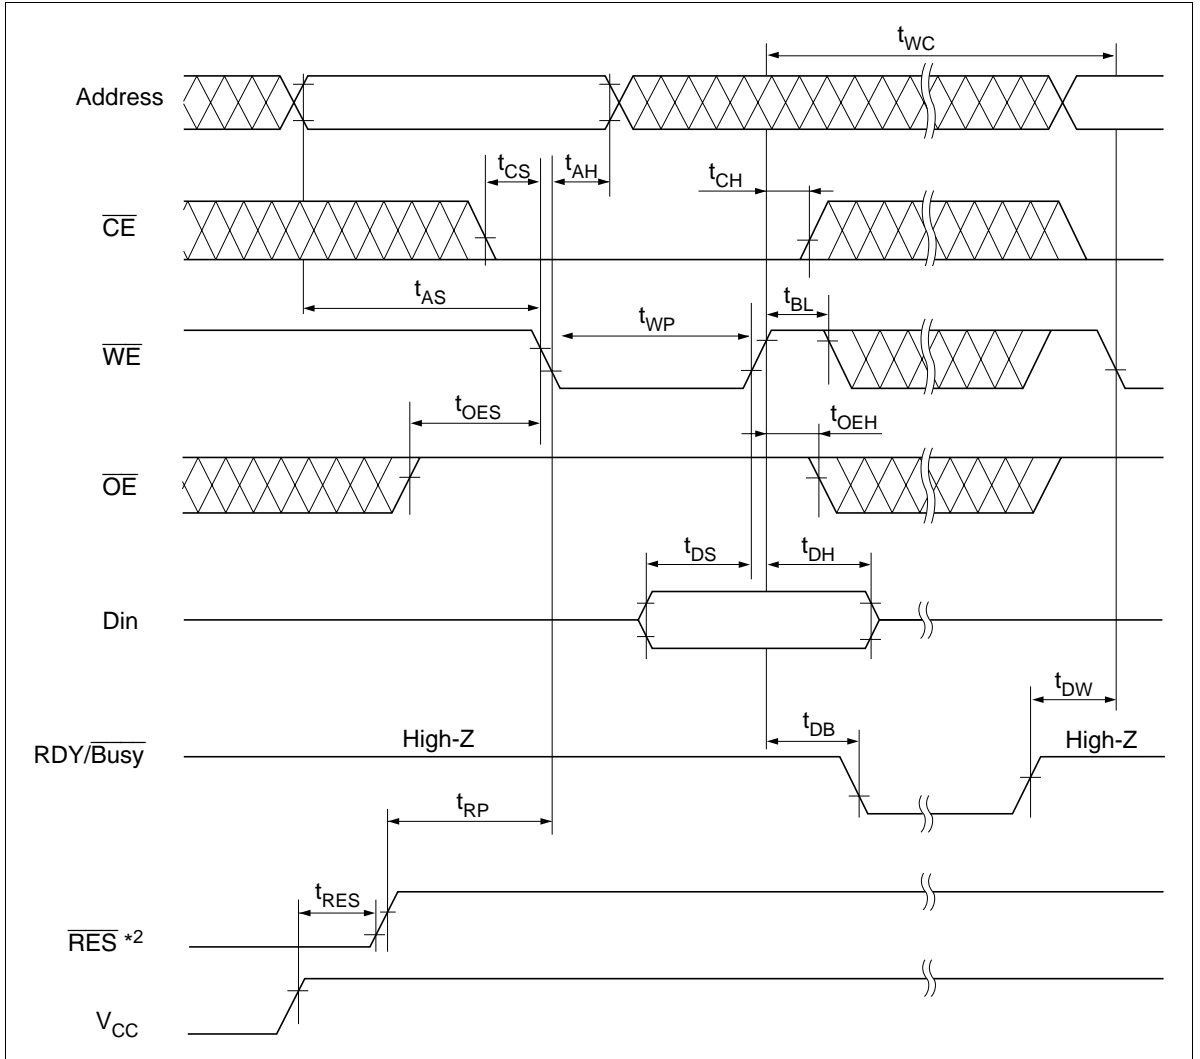 tWC
Address
tCS
tAH
tCH
CE
tAS
tBL
tWP
WE
tOES
tOEH
OE
tDS
tDH
Din
tDW
tDB
High-Z
High-Z
RDY/Busy
tRP
tRES
RES *2
VCC